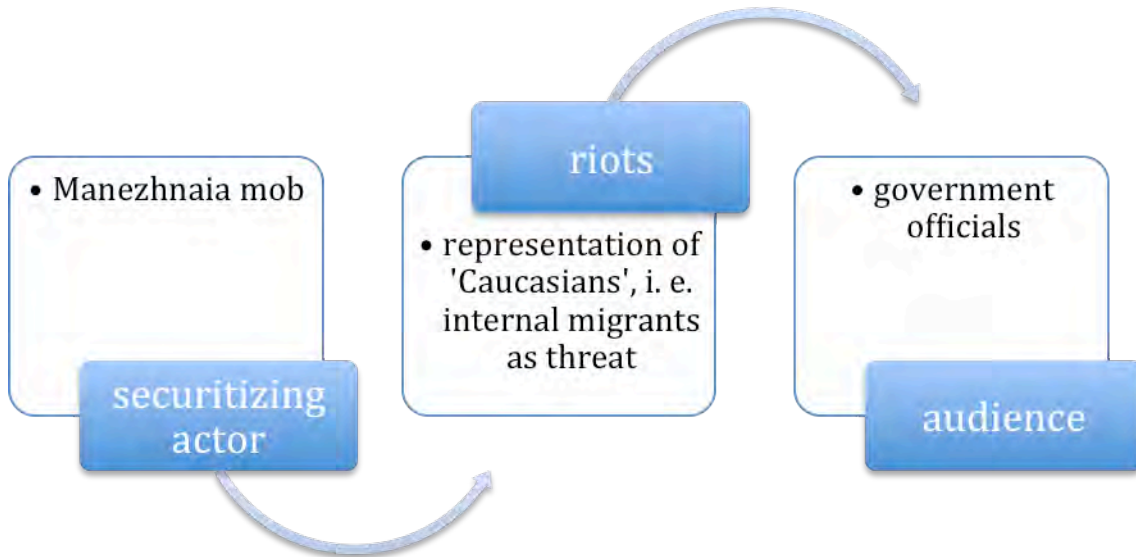 • Manezhnaia mob
securitizing
actor
riots
• representation of
'Caucasians', i. e.
internal migrants
as threat
• government
officials
audience